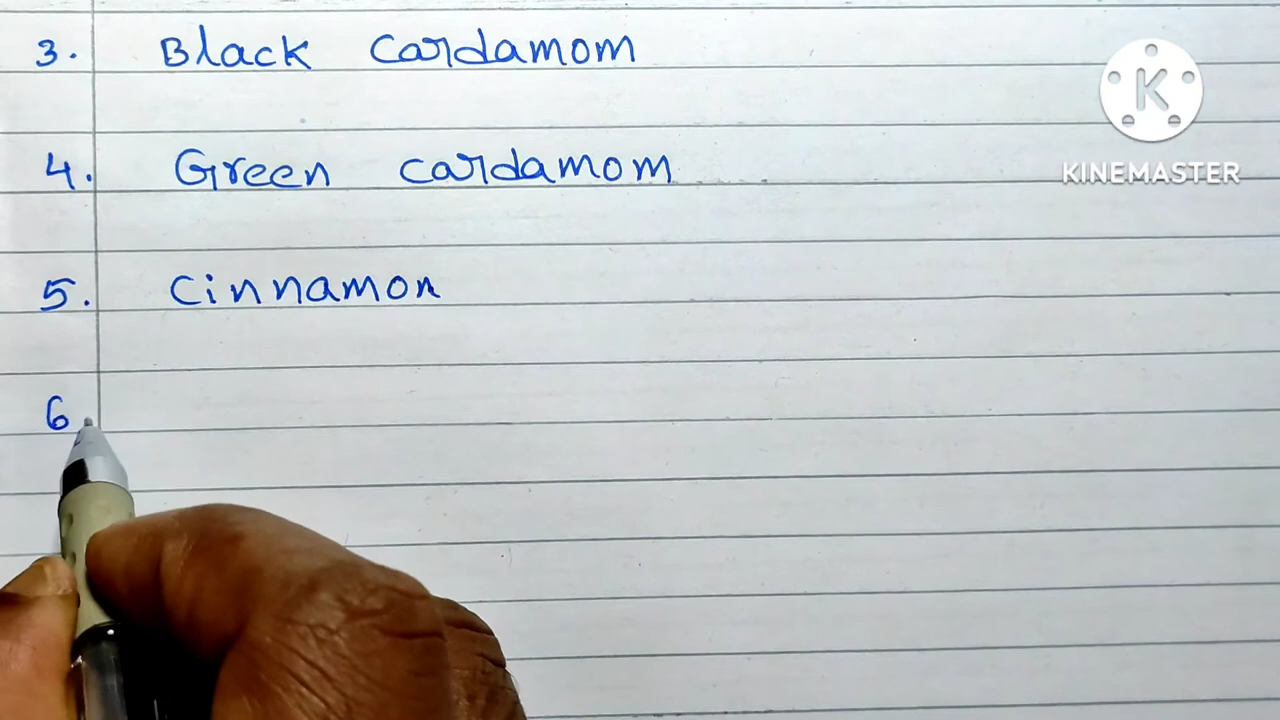 3. Black Cardamom
4. Green cardamom
5. Cinnamon
6
K
KINEMASTER